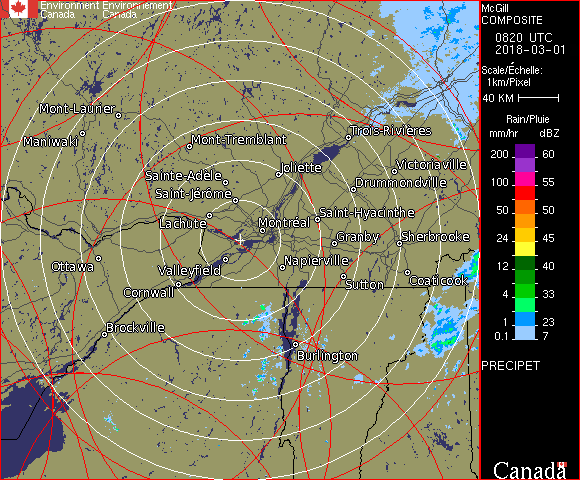 Environment Environnement
Canada Canada
Mont-Laurier
Maniwaki
Mont-Tremblant
Trois-Rivières
Sainte-Adèle
Joliette
Victoriaville
Saint-Jérôme
Drummondville
Lachute
Montréal
Saint-Hyacinthe
Granby
Sherbrooke
Ottawa
Valleyfield
Napierville
Cornwall
Sutton
Coaticook
Brockville
Burlington
McGill
COMPOSITE
0820 UTC
2018-03-01
Scale/Échelle:
1km/Pixel
40 KM
Rain/Pluie
mm/hr dBZ
200 60
150 57
100 55
50 50
24 45
12 40
4 33
1 23
0.1 7
PRECIPET
Canada